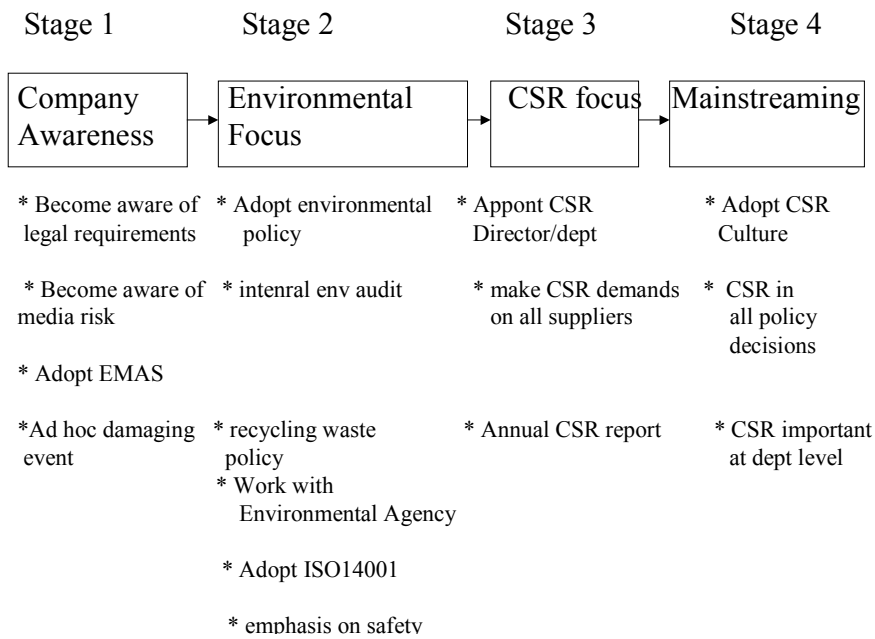 Stage 1
Stage 2
Stage 3
Stage 4
Company
Awareness
Environmental
Focus
CSR focus
Mainstreaming
* Become aware of
legal requirements
* Become aware of
media risk
* Adopt EMAS
*Ad hoc damaging
event
* Adopt environmental
policy
* intenral env audit
* recycling waste
policy
* Work with
Environmental Agency
* Adopt ISO14001
* emphasis on safety
* Appont CSR
Director/dept
* make CSR demands
on all suppliers
* Annual CSR report
* Adopt CSR
Culture
* CSR in
all policy
decisions
* CSR important
at dept level